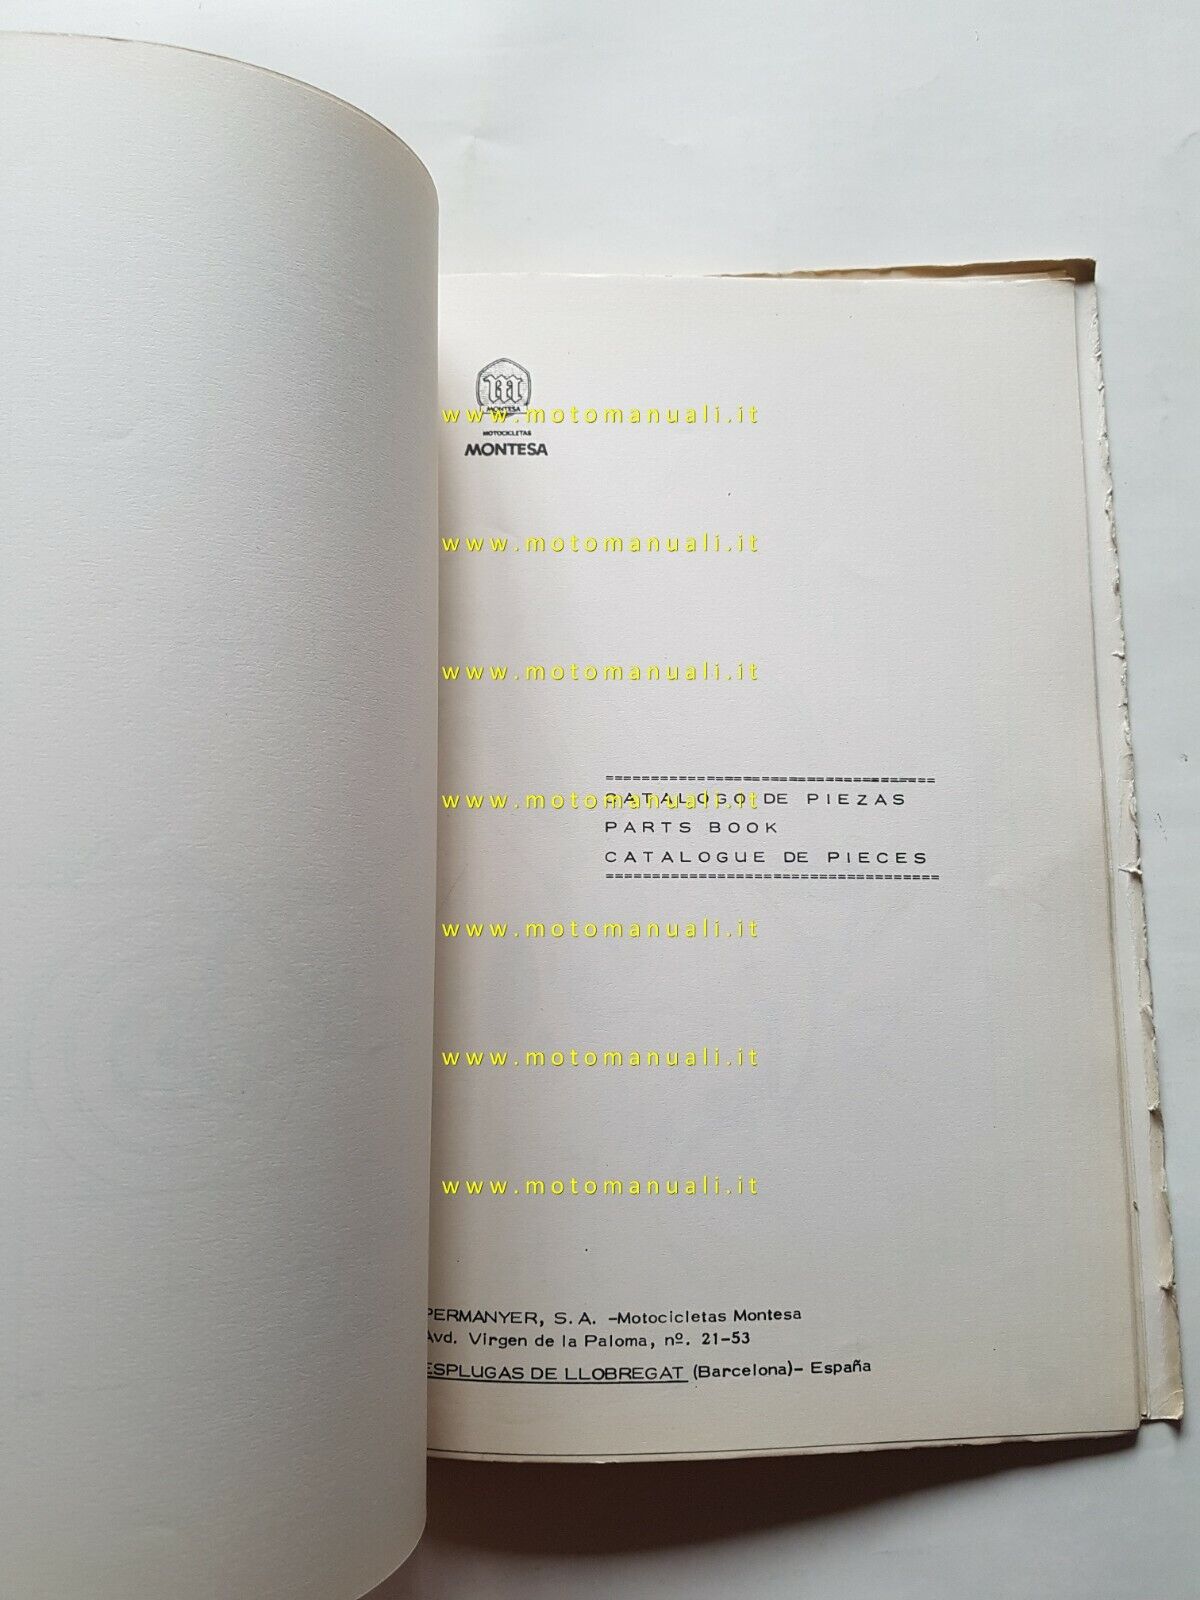 MONTESA
www.motomanuali.it
MOTOCICLETAS
MONTESA
www.motomanuali.it
www.motomanuali.it
===================================
CATALOGO DE PIEZAS
www.motomanuali.it
PARTS BOOK
CATALOGUE DE PIECES
===================================
www.motomanuali.it
www.motomanuali.it
www.motomanuali.it
PERMANYER, S.A. -Motocicletas Montesa
Avd. Virgen de la Paloma, nº. 21-53
ESPLUGAS DE LLOBREGAT (Barcelona)- España